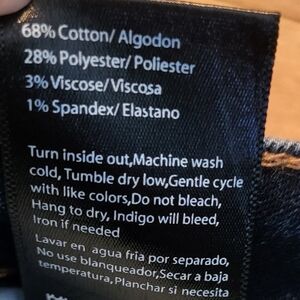 68% Cotton/ Algodon
28% Polyester/ Poliester
3% Viscose/ Viscosa
1% Spandex/ Elastano
Turn inside out,Machine wash
cold, Tumble dry low,Gentle cycle
with like colors,Do not bleach,
Hang to dry, Indigo will bleed,
Iron if needed
Lavar en agua fria por separado,
No use blanqueador,Secar a baja
temperatura,Planchar si necesita